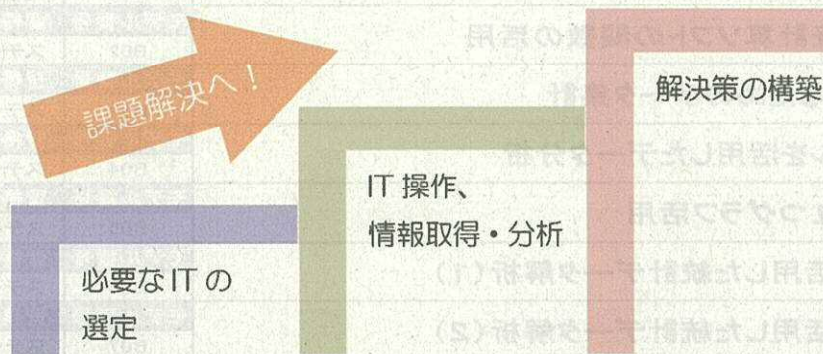 課題解決へ！
解決策の構築
IT 操作、
情報取得・分析
必要な IT の
選定